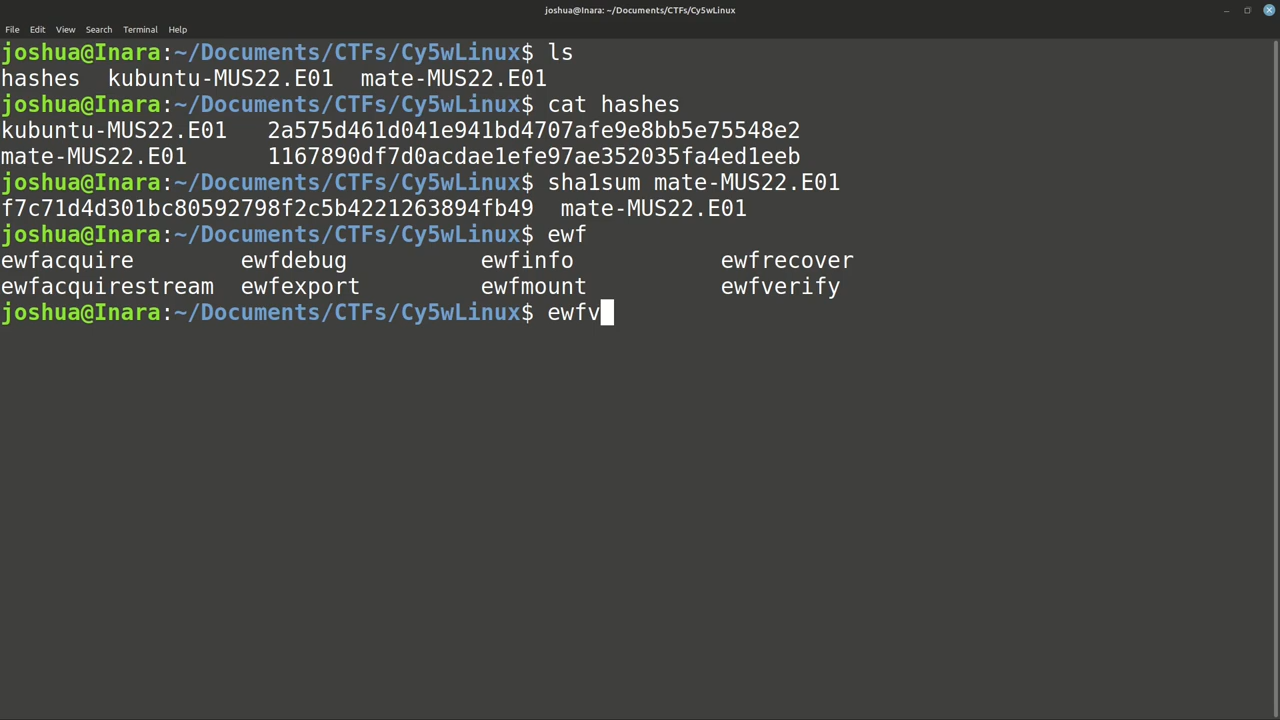 joshua@Inara: ~/Documents/CTFs/Cy5wLinux
File Edit View Search Terminal Help
joshua@Inara:~/Documents/CTFs/Cy5wLinux$ ls
hashes  kubuntu-MUS22.E01  mate-MUS22.E01
joshua@Inara:~/Documents/CTFs/Cy5wLinux$ cat hashes
kubuntu-MUS22.E01   2a575d461d041e941bd4707afe9e8bb5e75548e2
mate-MUS22.E01      1167890df7d0acdae1efe97ae352035fa4ed1eeb
joshua@Inara:~/Documents/CTFs/Cy5wLinux$ sha1sum mate-MUS22.E01
f7c71d4d301bc80592798f2c5b4221263894fb49  mate-MUS22.E01
joshua@Inara:~/Documents/CTFs/Cy5wLinux$ ewf
ewfacquire        ewfdebug          ewfinfo           ewfrecover
ewfacquirestream  ewfexport         ewfmount          ewfverify
joshua@Inara:~/Documents/CTFs/Cy5wLinux$ ewfv